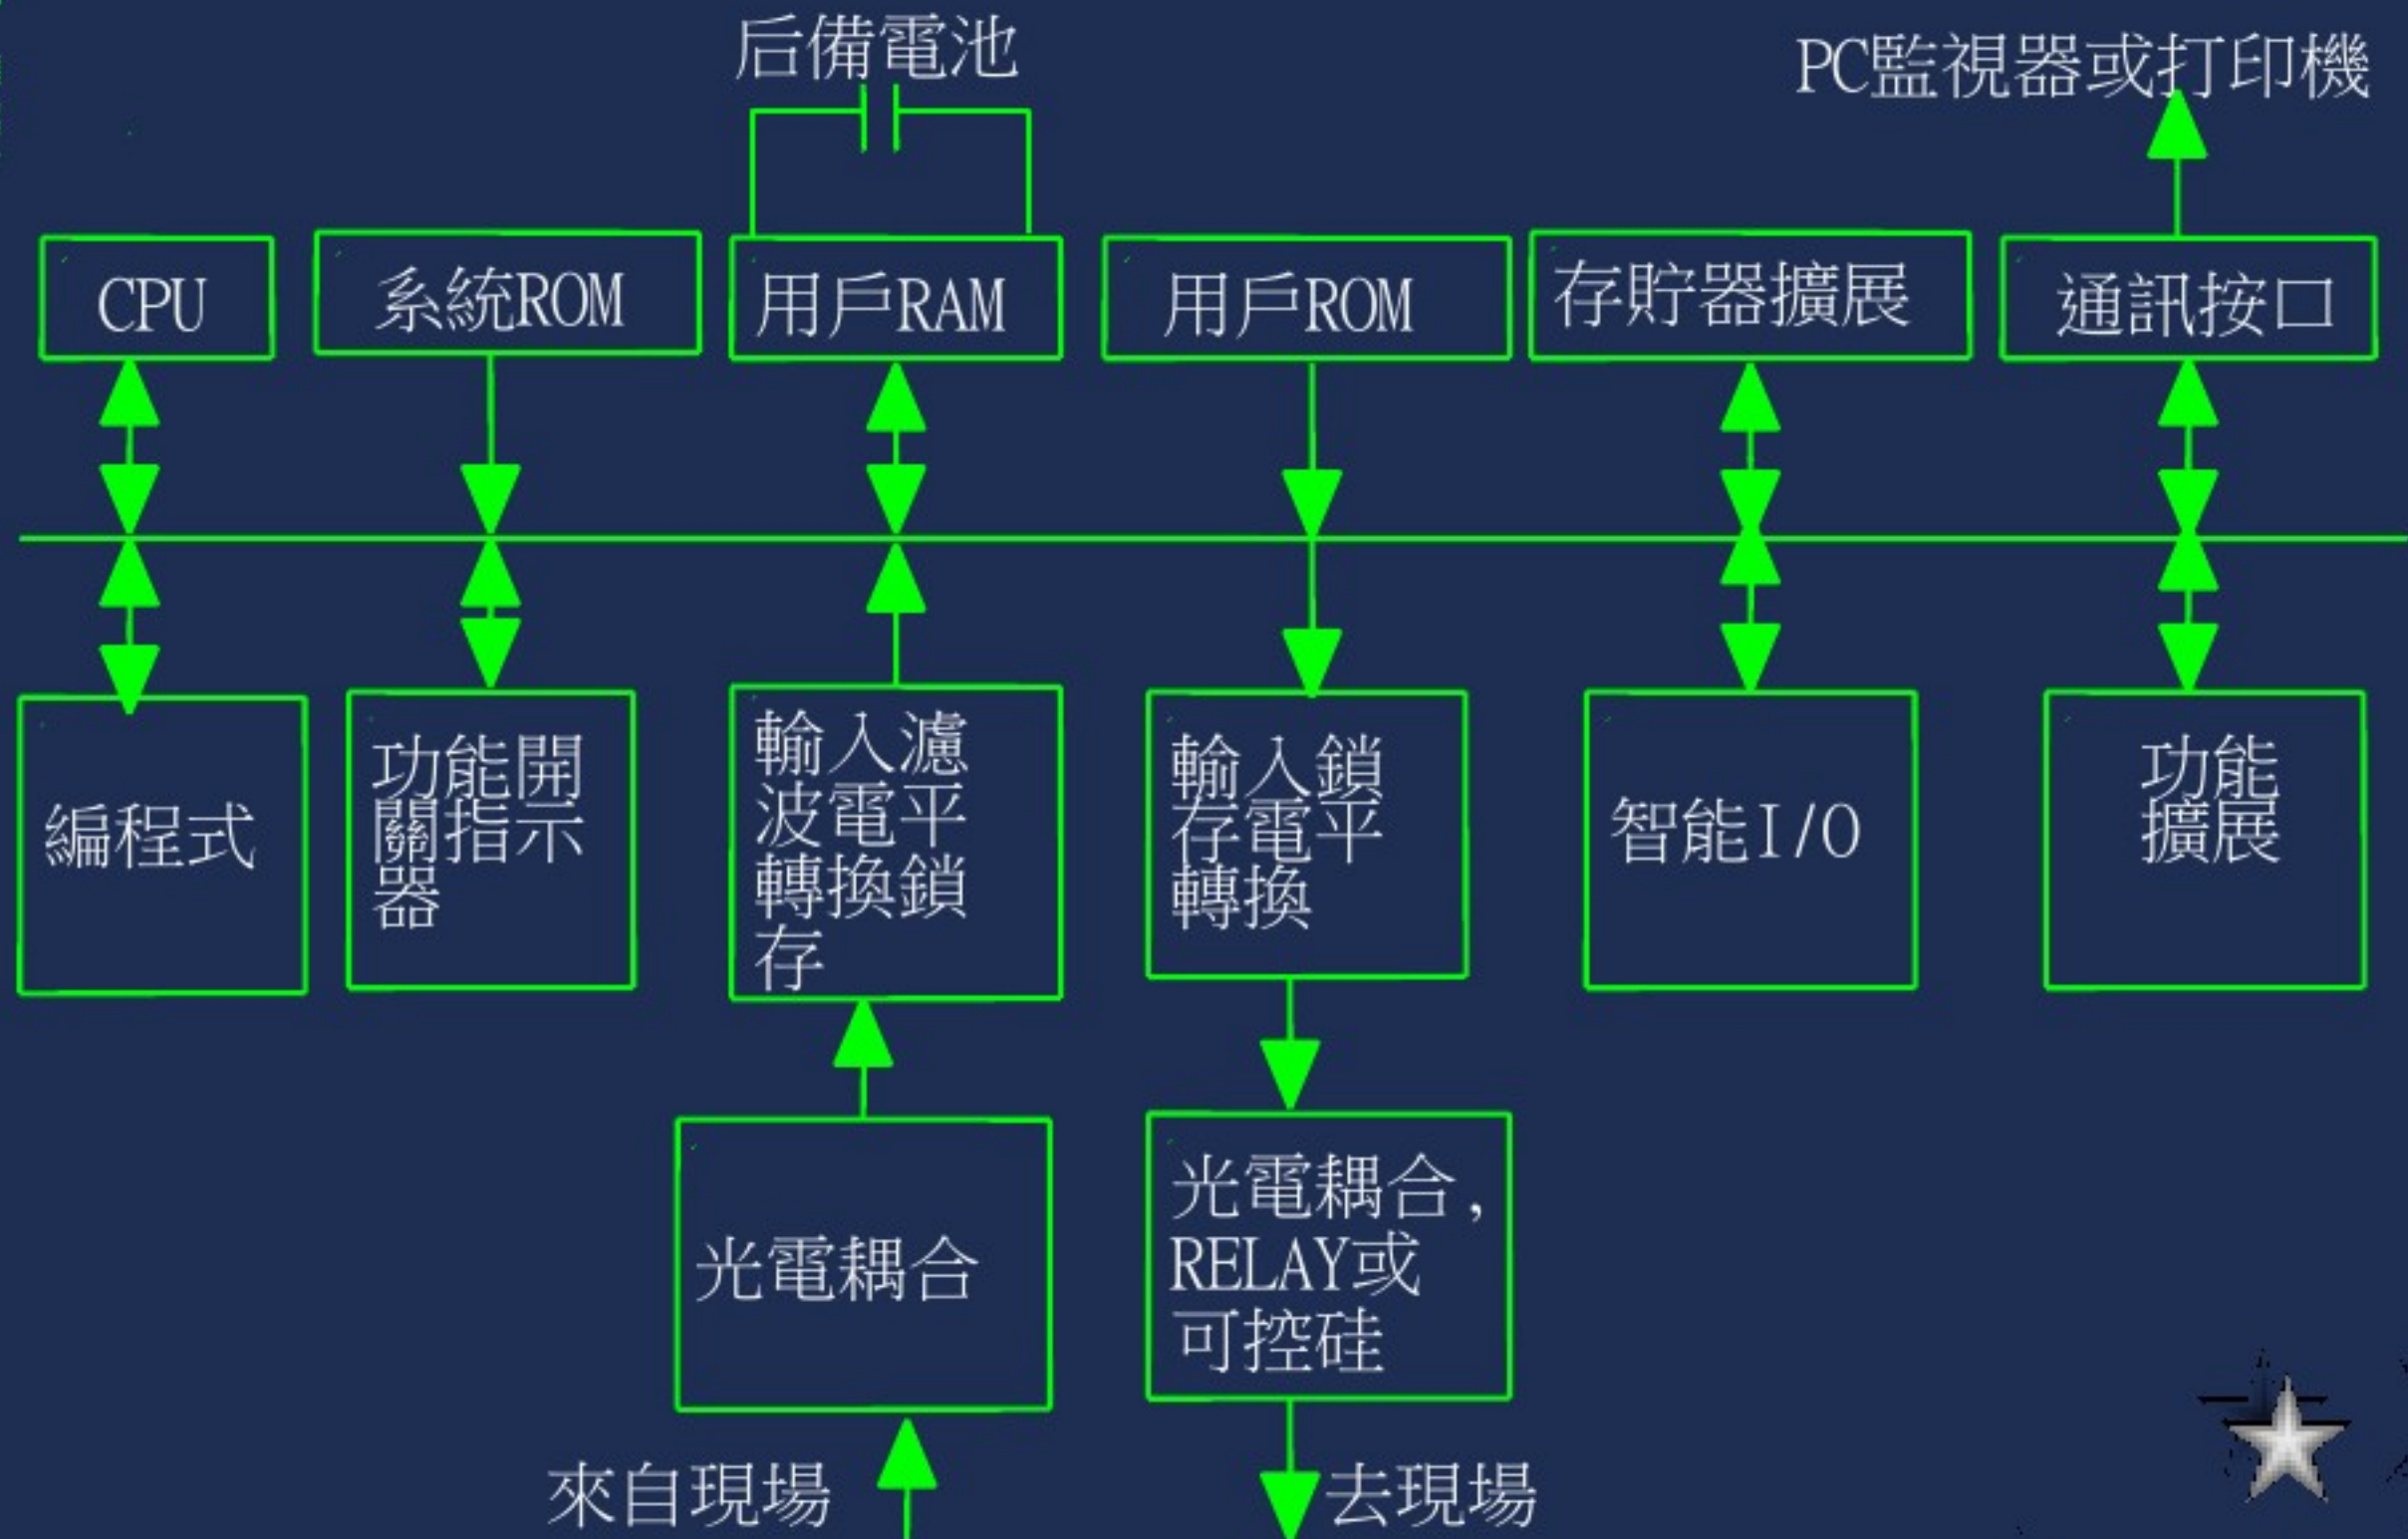 后備電池
PC監視器或打印機
CPU
系統ROM
用戶RAM
用戶ROM
存貯器擴展
通訊按口
編程式
功能開
關指示
器
輸入濾
波電平
轉換鎖
存
輸入鎖
存電平
轉換
智能I/O
功能
擴展
光電耦合
光電耦合,
RELAY或
可控硅
來自現場
去現場